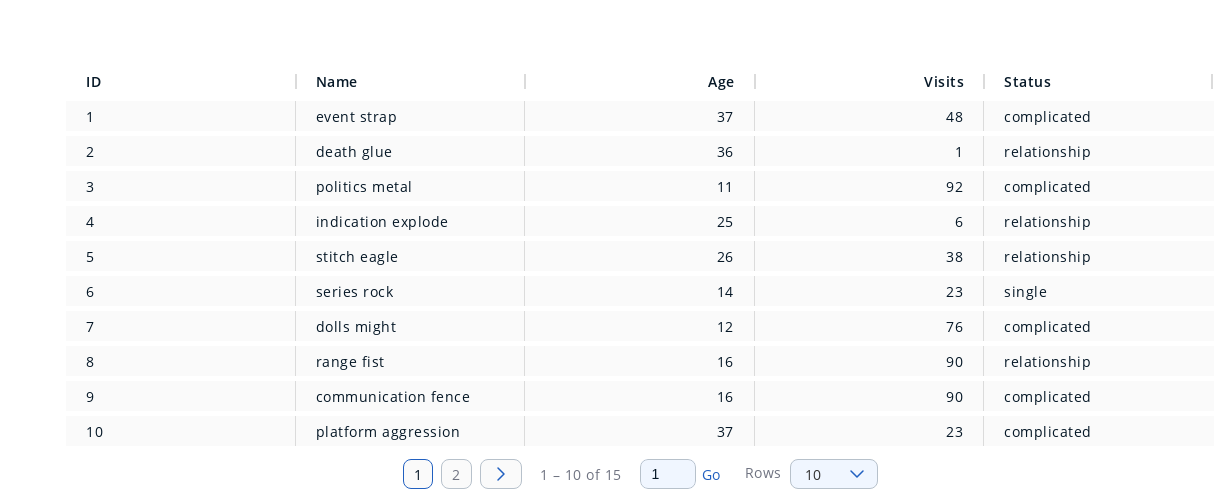 ID Name Age Visits Status
1 event strap 37 48 complicated
2 death glue 36 1 relationship
3 politics metal 11 92 complicated
4 indication explode 25 6 relationship
5 stitch eagle 26 38 relationship
6 series rock 14 23 single
7 dolls might 12 76 complicated
8 range fist 16 90 relationship
9 communication fence 16 90 complicated
10 platform aggression 37 23 complicated
1 2 1 – 10 of 15 1 Go Rows 10